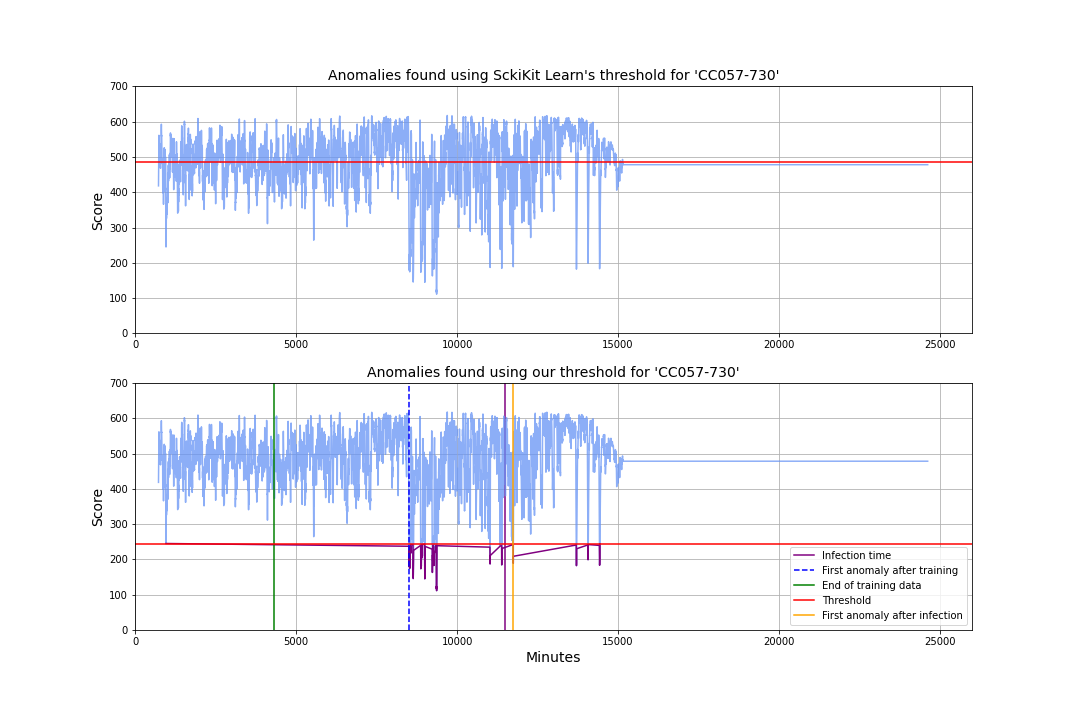 Anomalies found using SckiKit Learn's threshold for 'CC057-730'
700
600
500
400
300
200
100
0
Score
0 5000 10000 15000 20000 25000
Anomalies found using our threshold for 'CC057-730'
700
600
500
400
300
200
100
0
Score
Infection time
First anomaly after training
End of training data
Threshold
First anomaly after infection
0 5000 10000 15000 20000 25000
Minutes